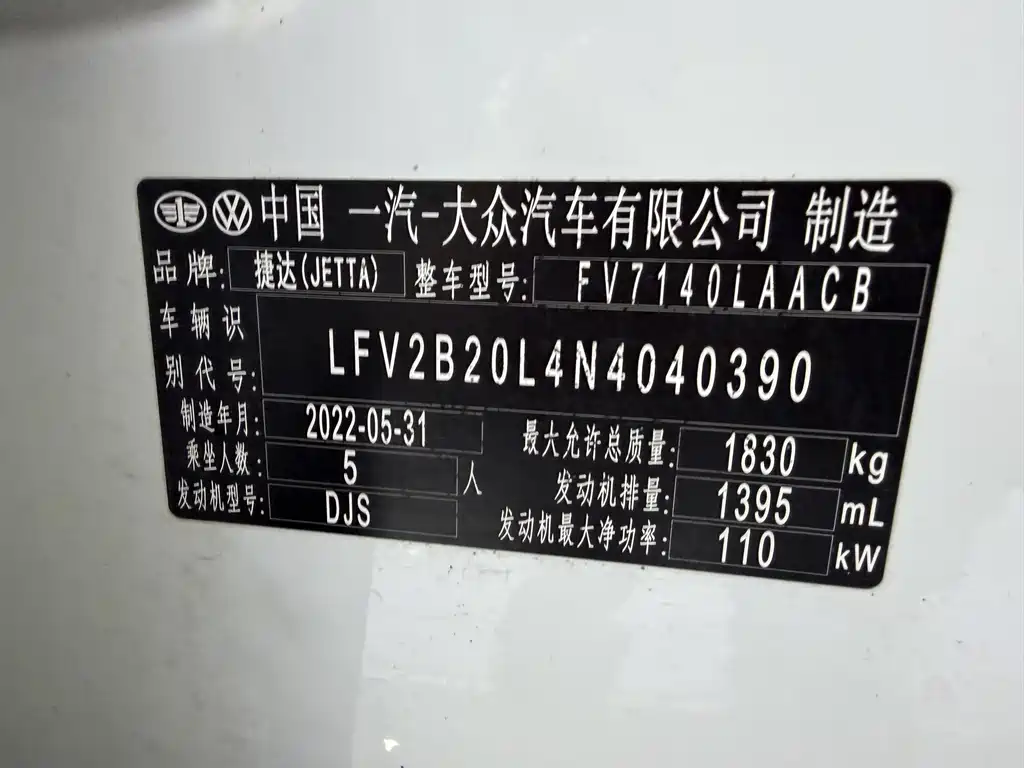 中国 一汽-大众汽车有限公司 制造
品牌: 捷达(JETTA) 整车型号: FV7140LAACB
车辆识别代号: LFV2B20L4N4040390
制造年月: 2022-05-31 最大允许总质量: 1830 kg
乘坐人数: 5 人 发动机排量: 1395 mL
发动机型号: DJS 发动机最大净功率: 110 kW